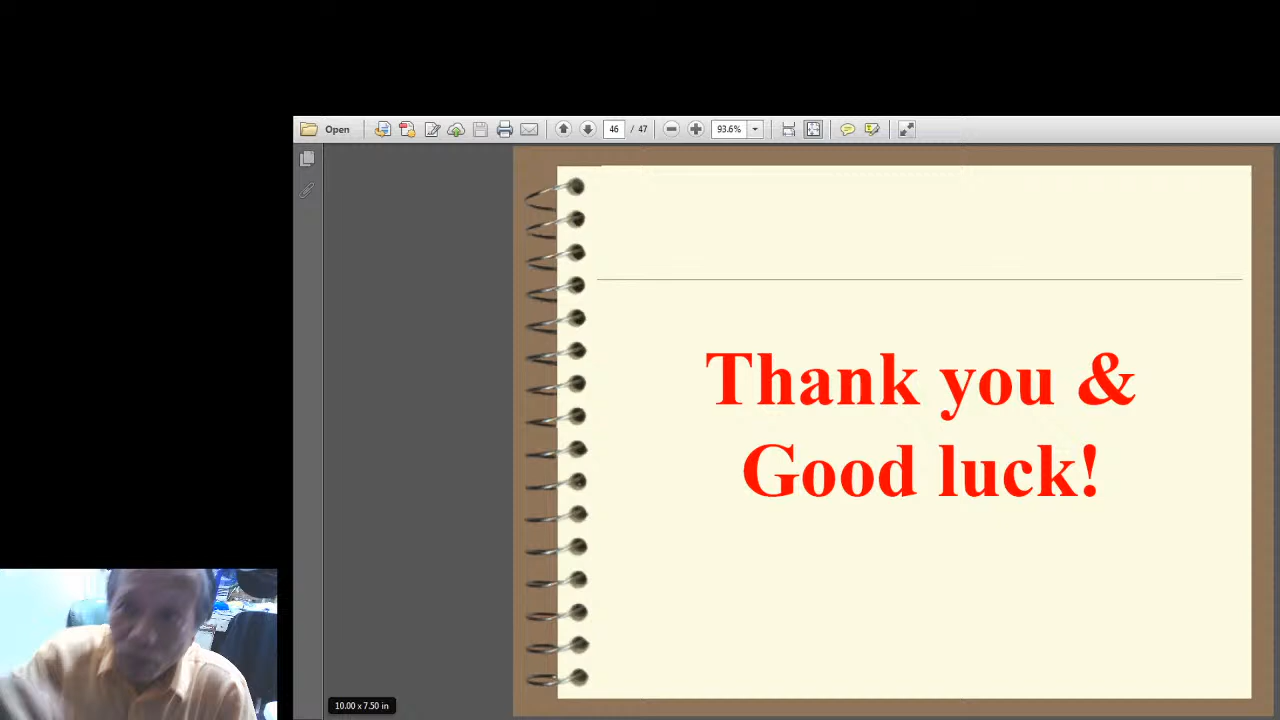 Open 46 / 47 93.6%
Thank you &
Good luck!
10.00 x 7.50 in